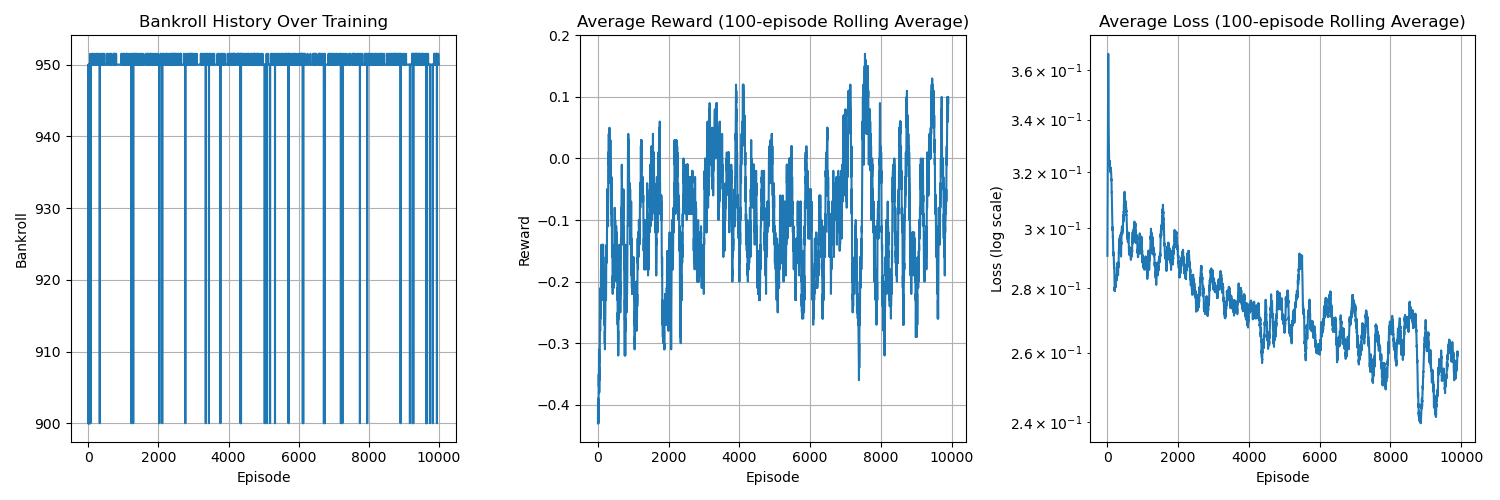 Bankroll History Over Training
Bankroll
950
940
930
920
910
900
0 2000 4000 6000 8000 10000
Episode
Average Reward (100-episode Rolling Average)
Reward
0.2
0.1
0.0
−0.1
−0.2
−0.3
−0.4
0 2000 4000 6000 8000 10000
Episode
Average Loss (100-episode Rolling Average)
Loss (log scale)
3.6 × 10⁻¹
3.4 × 10⁻¹
3.2 × 10⁻¹
3 × 10⁻¹
2.8 × 10⁻¹
2.6 × 10⁻¹
2.4 × 10⁻¹
0 2000 4000 6000 8000 10000
Episode